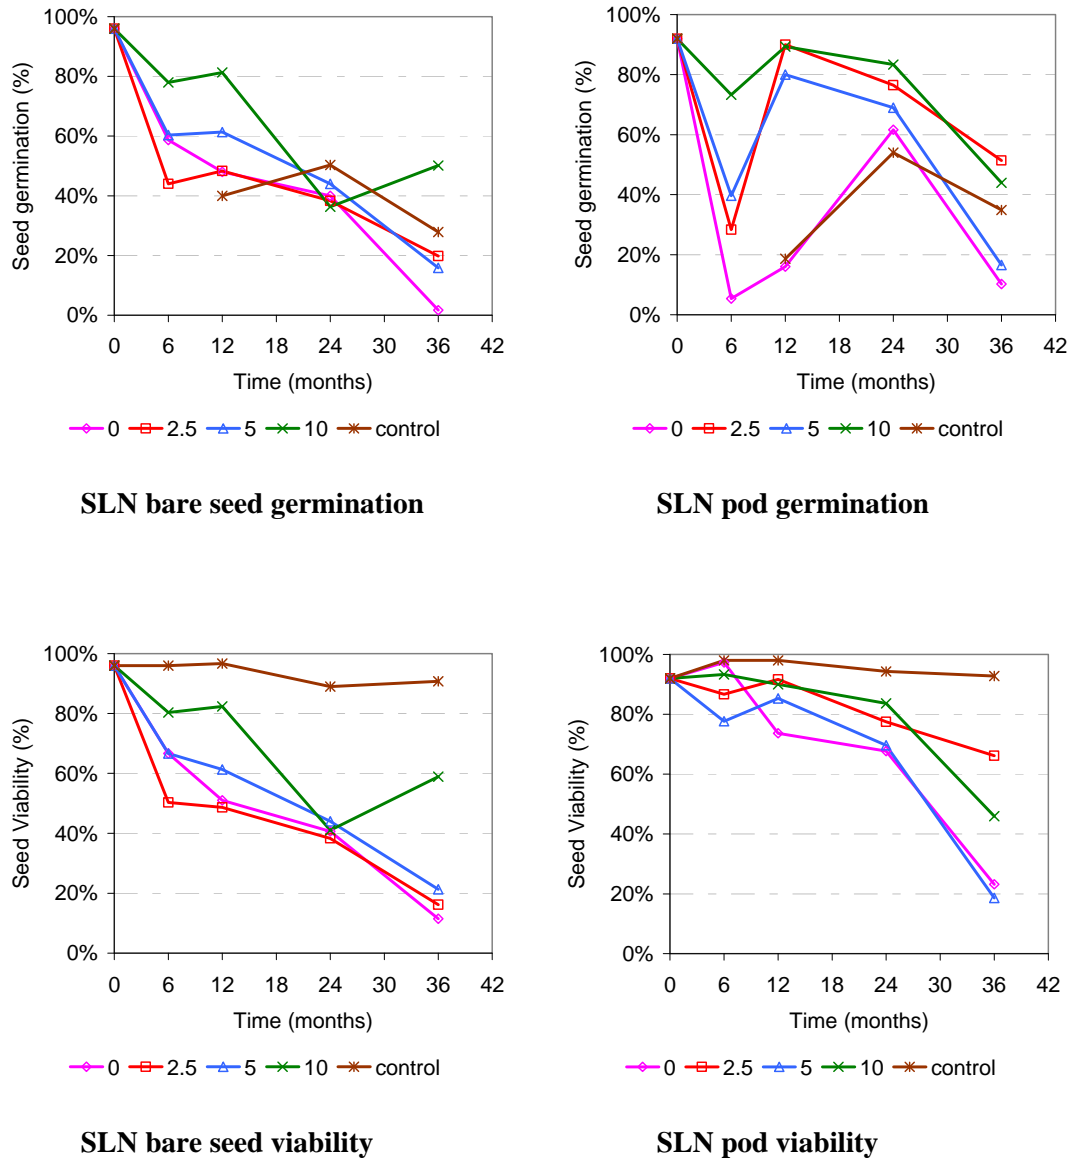 100%
80%
60%
40%
20%
0%
Seed germination (%)
0 6 12 18 24 30 36 42
Time (months)
0 2.5 5 10 control
SLN bare seed germination
100%
80%
60%
40%
20%
0%
Seed germination (%)
0 6 12 18 24 30 36 42
Time (months)
0 2.5 5 10 control
SLN pod germination
100%
80%
60%
40%
20%
0%
Seed Viability (%)
0 6 12 18 24 30 36 42
Time (months)
0 2.5 5 10 control
SLN bare seed viability
100%
80%
60%
40%
20%
0%
Seed Viability (%)
0 6 12 18 24 30 36 42
Time (months)
0 2.5 5 10 control
SLN pod viability